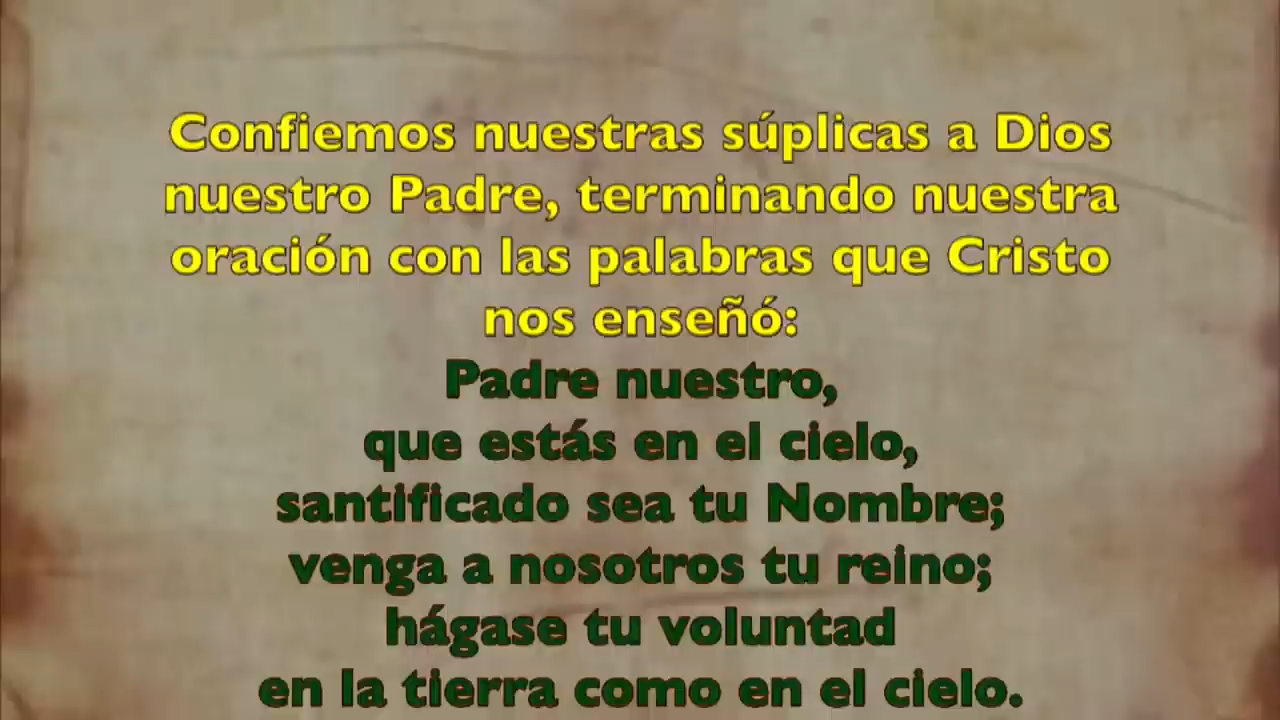 Confiemos nuestras súplicas a Dios
nuestro Padre, terminando nuestra
oración con las palabras que Cristo
nos enseñó:
Padre nuestro,
que estás en el cielo,
santificado sea tu Nombre;
venga a nosotros tu reino;
hágase tu voluntad
en la tierra como en el cielo.